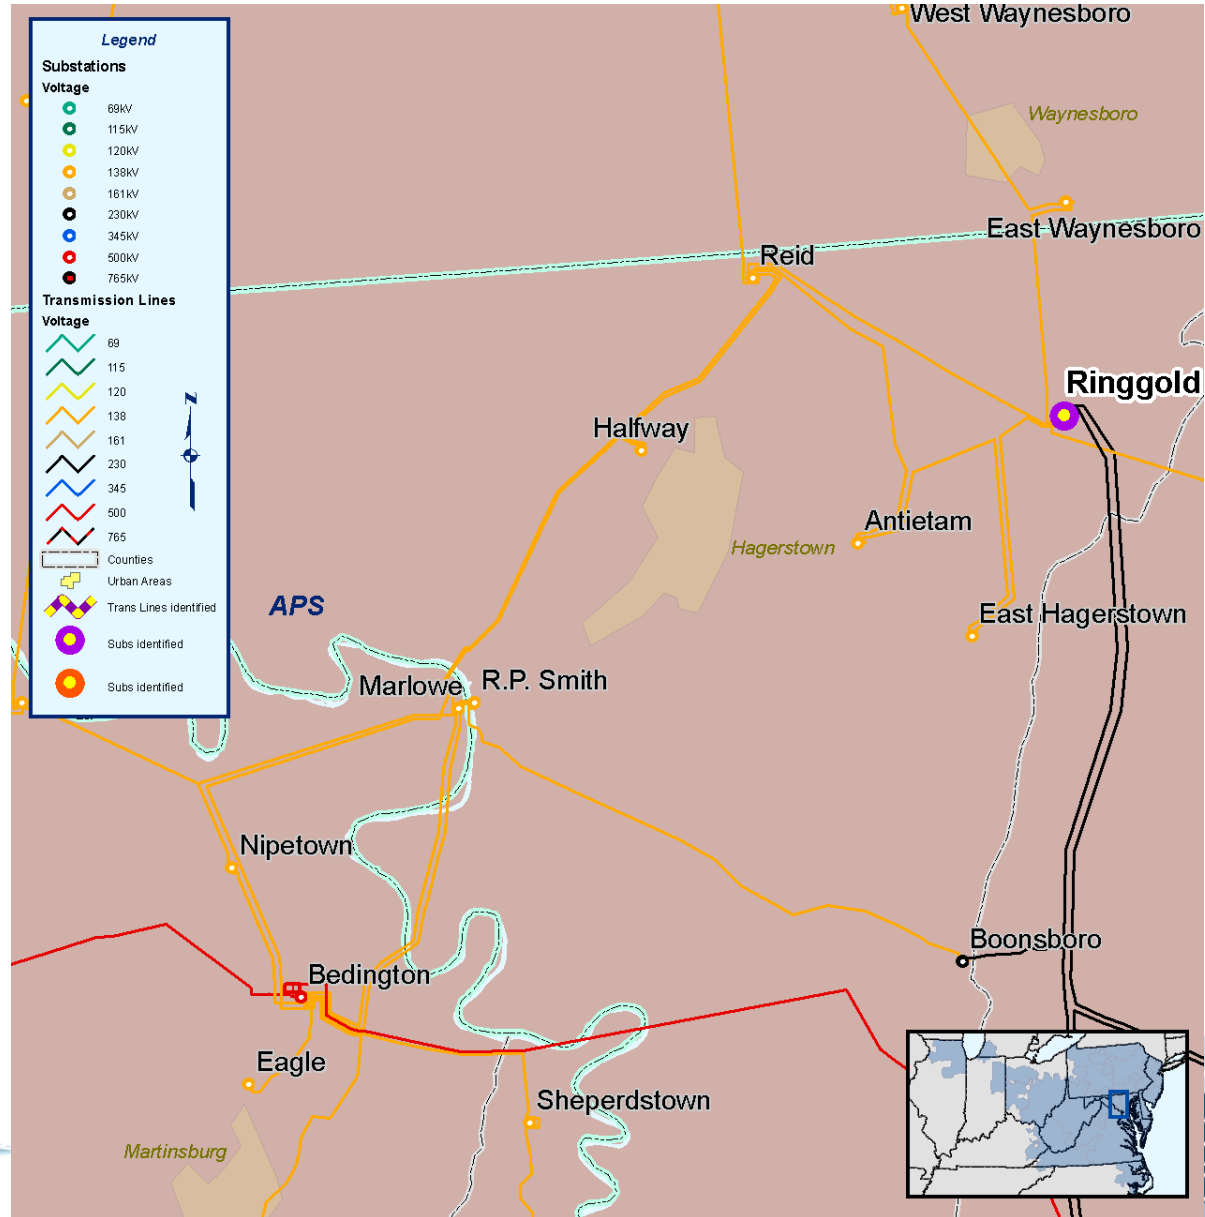 Legend
Substations
Voltage
69kV
115kV
120kV
138kV
161kV
230kV
345kV
500kV
765kV
Transmission Lines
Voltage
69
115
120
138
161
230
345
500
765
Counties
Urban Areas
Trans Lines identified
Subs identified
Subs identified
N
West Waynesboro
Waynesboro
East Waynesboro
Reid
Ringgold
Halfway
Antietam
Hagerstown
APS
East Hagerstown
Marlowe
R.P. Smith
Nipetown
Boonsboro
Bedington
Eagle
Sheperdstown
Martinsburg